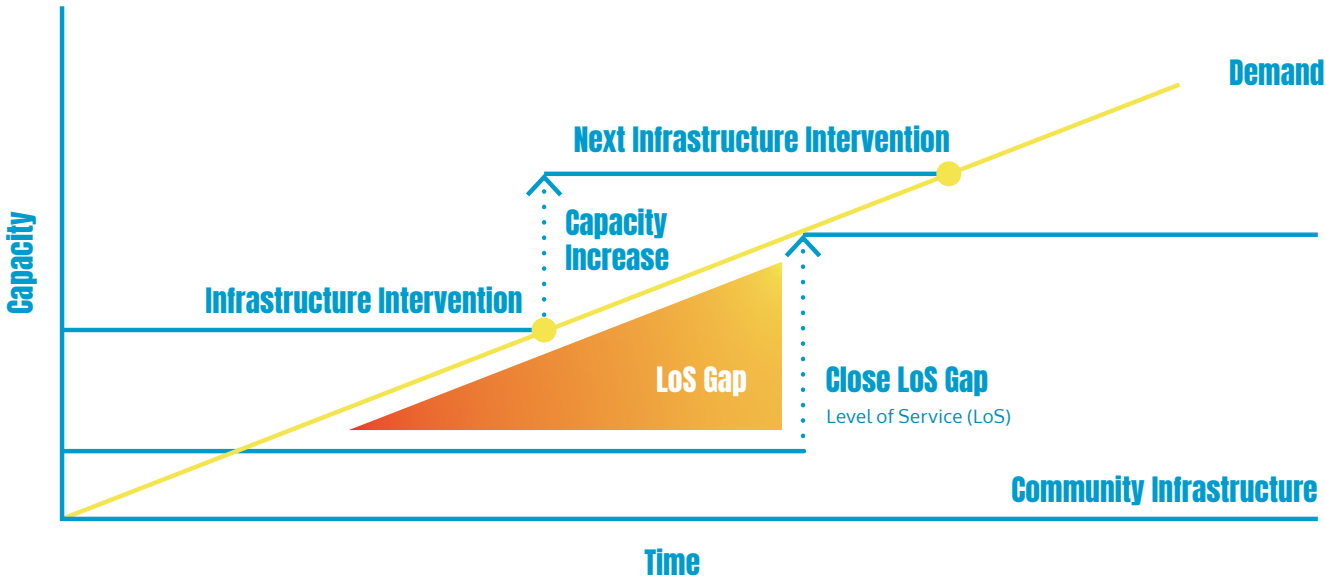 Demand
Next Infrastructure Intervention
Capacity
Increase
Capacity
Infrastructure Intervention
LoS Gap
Close LoS Gap
Level of Service (LoS)
Community Infrastructure
Time